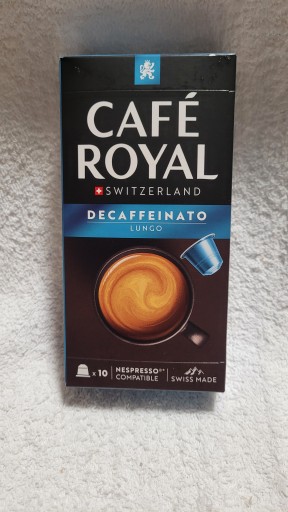 CAFÉ
ROYAL
SWITZERLAND
DECAFFEINATO
LUNGO
x 10
NESPRESSO®*
COMPATIBLE
SWISS MADE